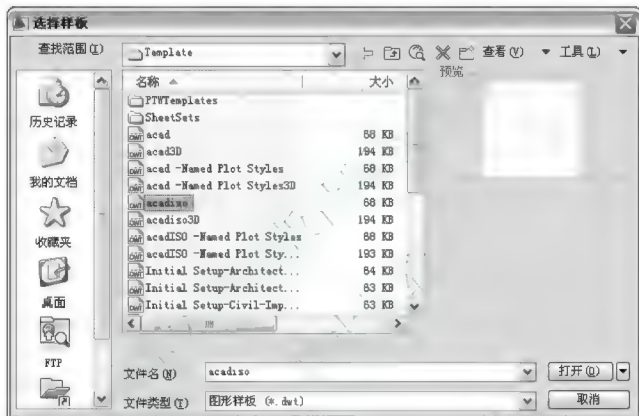 选择样板
查找范围(I)
Template
查看(V)
工具(L)
预览
名称
大小
PTWTemplates
SheetSets
acad 68 KB
acad3D 194 KB
acad -Named Plot Styles 68 KB
acad -Named Plot Styles3D 194 KB
acadiso 68 KB
acadiso3D 194 KB
acadISO -Named Plot Styles 68 KB
acadISO -Named Plot Sty... 193 KB
Initial Setup-Architect... 64 KB
Initial Setup-Architect... 63 KB
Initial Setup-Civil-Imp... 63 KB
历史记录
我的文档
收藏夹
桌面
FTP
文件名(N)
acadiso
打开(O)
文件类型(T)
图形样板 (*.dwt)
取消